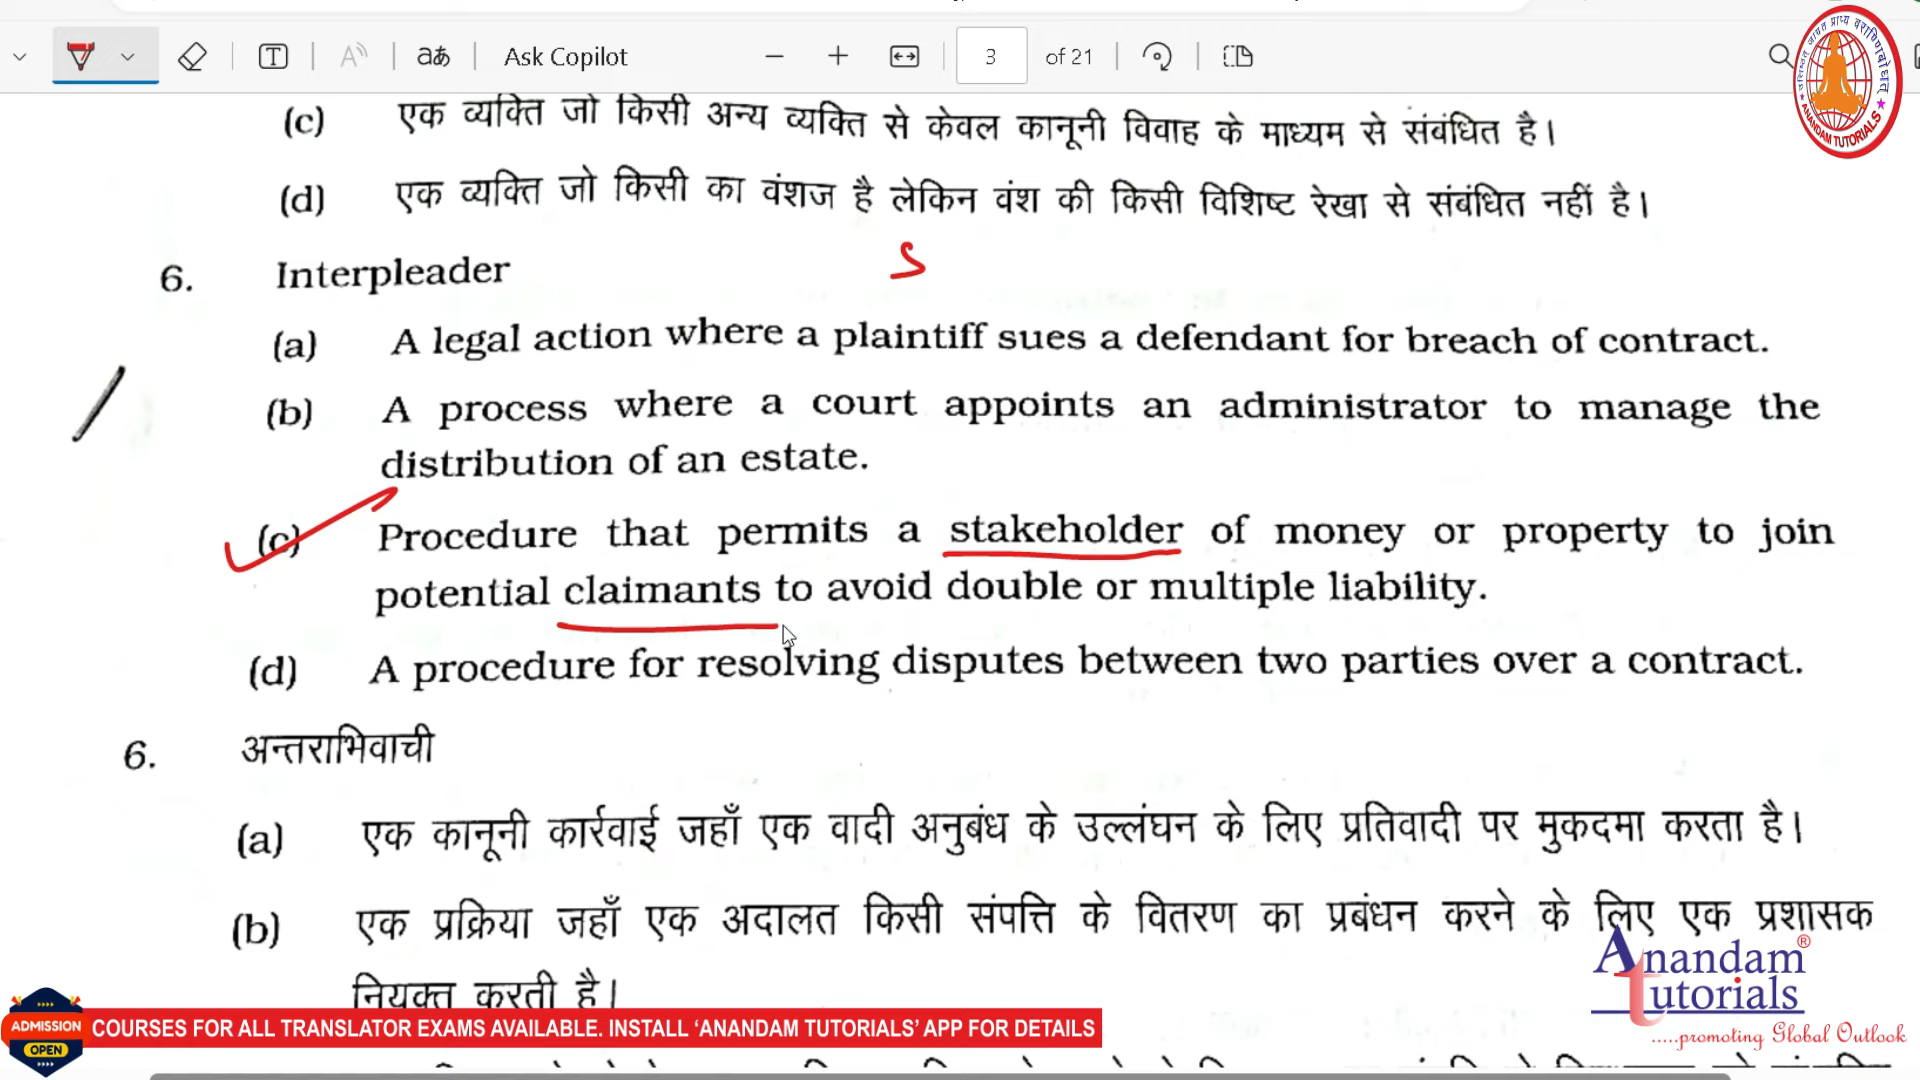 Ask Copilot
3 of 21
(c) एक व्यक्ति जो किसी अन्य व्यक्ति से केवल कानूनी विवाह के माध्यम से संबंधित है।
(d) एक व्यक्ति जो किसी का वंशज है लेकिन वंश की किसी विशिष्ट रेखा से संबंधित नहीं है।
6. Interpleader
(a) A legal action where a plaintiff sues a defendant for breach of contract.
(b) A process where a court appoints an administrator to manage the
distribution of an estate.
(c) Procedure that permits a stakeholder of money or property to join
potential claimants to avoid double or multiple liability.
(d) A procedure for resolving disputes between two parties over a contract.
6. अन्तराभिवाची
(a) एक कानूनी कार्रवाई जहाँ एक वादी अनुबंध के उल्लंघन के लिए प्रतिवादी पर मुकदमा करता है।
(b) एक प्रक्रिया जहाँ एक अदालत किसी संपत्ति के वितरण का प्रबंधन करने के लिए एक प्रशासक
नियुक्त करती है।
Anandam®
Tutorials
.....promoting Global Outlook
ADMISSION
OPEN
COURSES FOR ALL TRANSLATOR EXAMS AVAILABLE. INSTALL ‘ANANDAM TUTORIALS’ APP FOR DETAILS
ANANDAM TUTORIALS